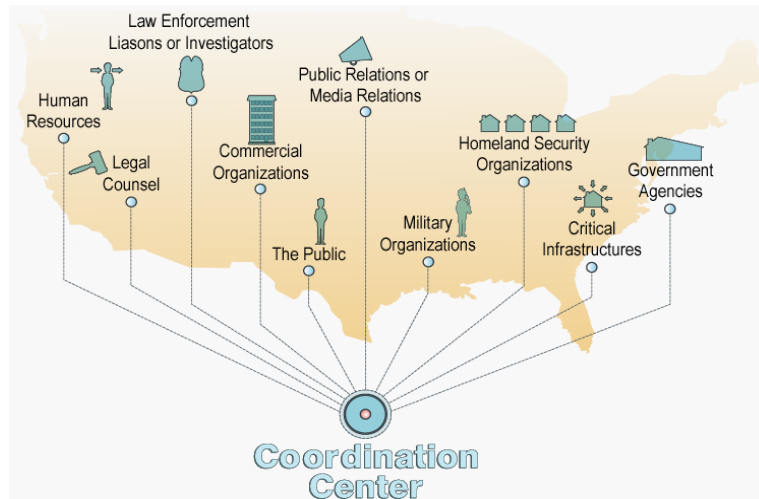 Law Enforcement
Liasons or Investigators
Public Relations or
Media Relations
Human
Resources
Legal
Counsel
Commercial
Organizations
The Public
Military
Organizations
Homeland Security
Organizations
Critical
Infrastructures
Government
Agencies
Coordination
Center